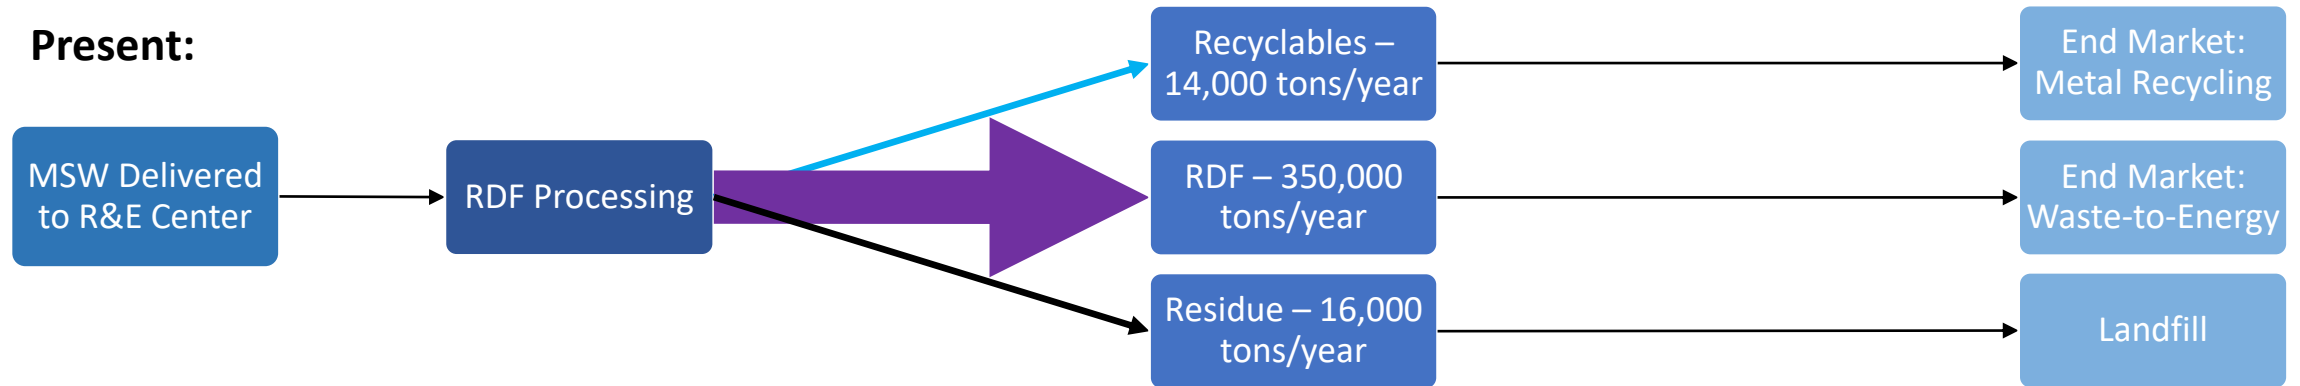 Present:
MSW Delivered
to R&E Center
RDF Processing
Recyclables –
14,000 tons/year
RDF – 350,000
tons/year
Residue – 16,000
tons/year
End Market:
Metal Recycling
End Market:
Waste-to-Energy
Landfill